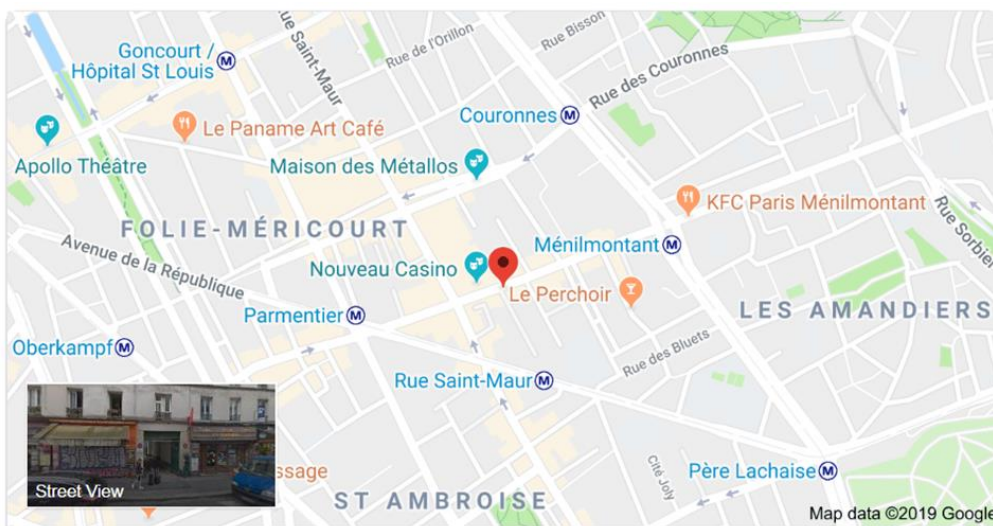 Goncourt /
Hôpital St Louis
ue Saint-Maur
Rue de l'Orillon
Rue Bisson
Rue des Couronnes
Couronnes
Le Paname Art Café
Apollo Théâtre
Maison des Métallos
KFC Paris Ménilmontant
Rue Sorbier
FOLIE-MÉRICOURT
Avenue de la République
Ménilmontant
Nouveau Casino
Le Perchoir
LES AMANDIERS
Parmentier
Oberkampf
Rue des Bluets
Rue Saint-Maur
Street View
ssage
ST AMBROISE
Cité Joly
Père Lachaise
Map data ©2019 Google